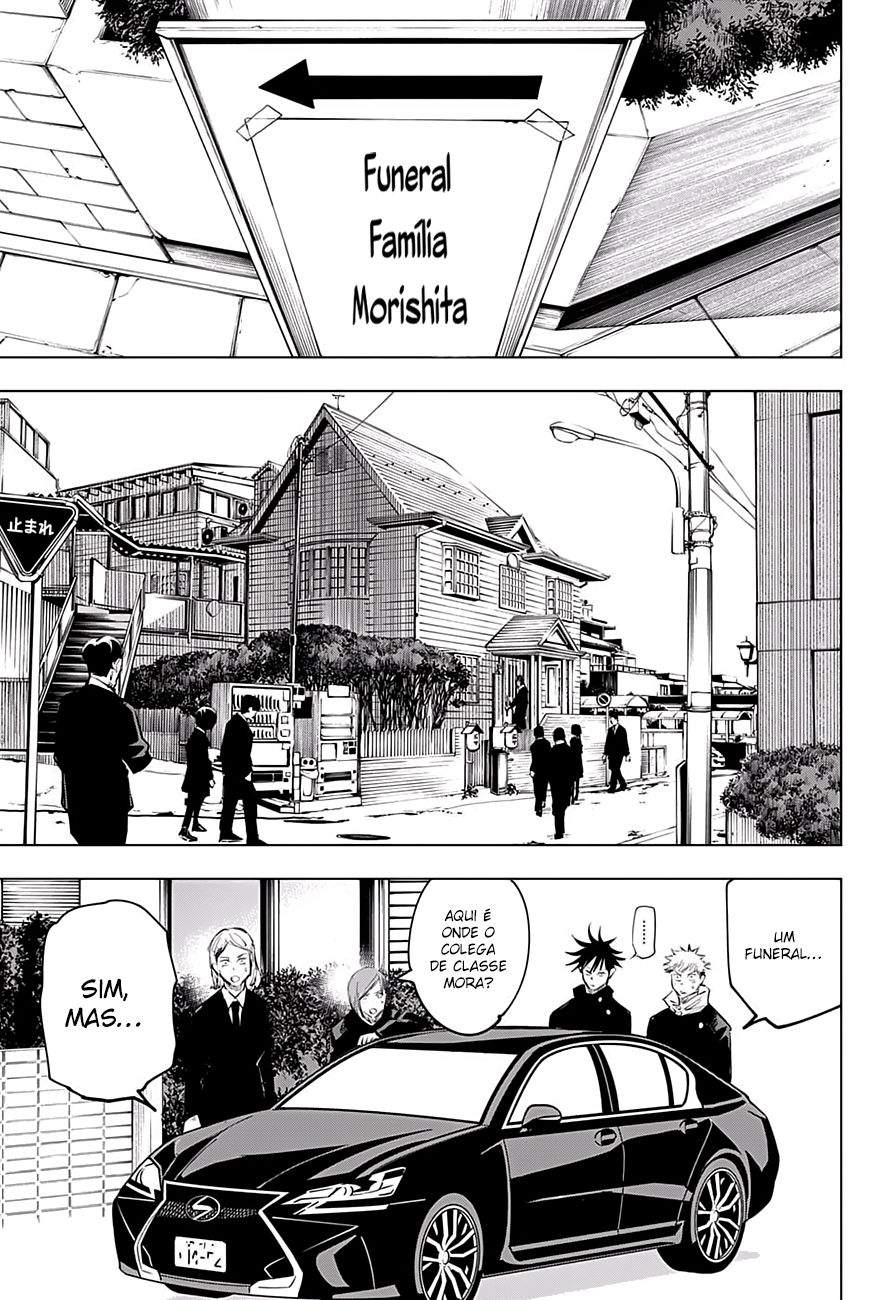 Funeral
Família
Morishita
止まれ
UM
FUNERAL...
......
AQUI É
ONDE O
COLEGA
DE CLASSE
MORA?
SIM,
MAS...